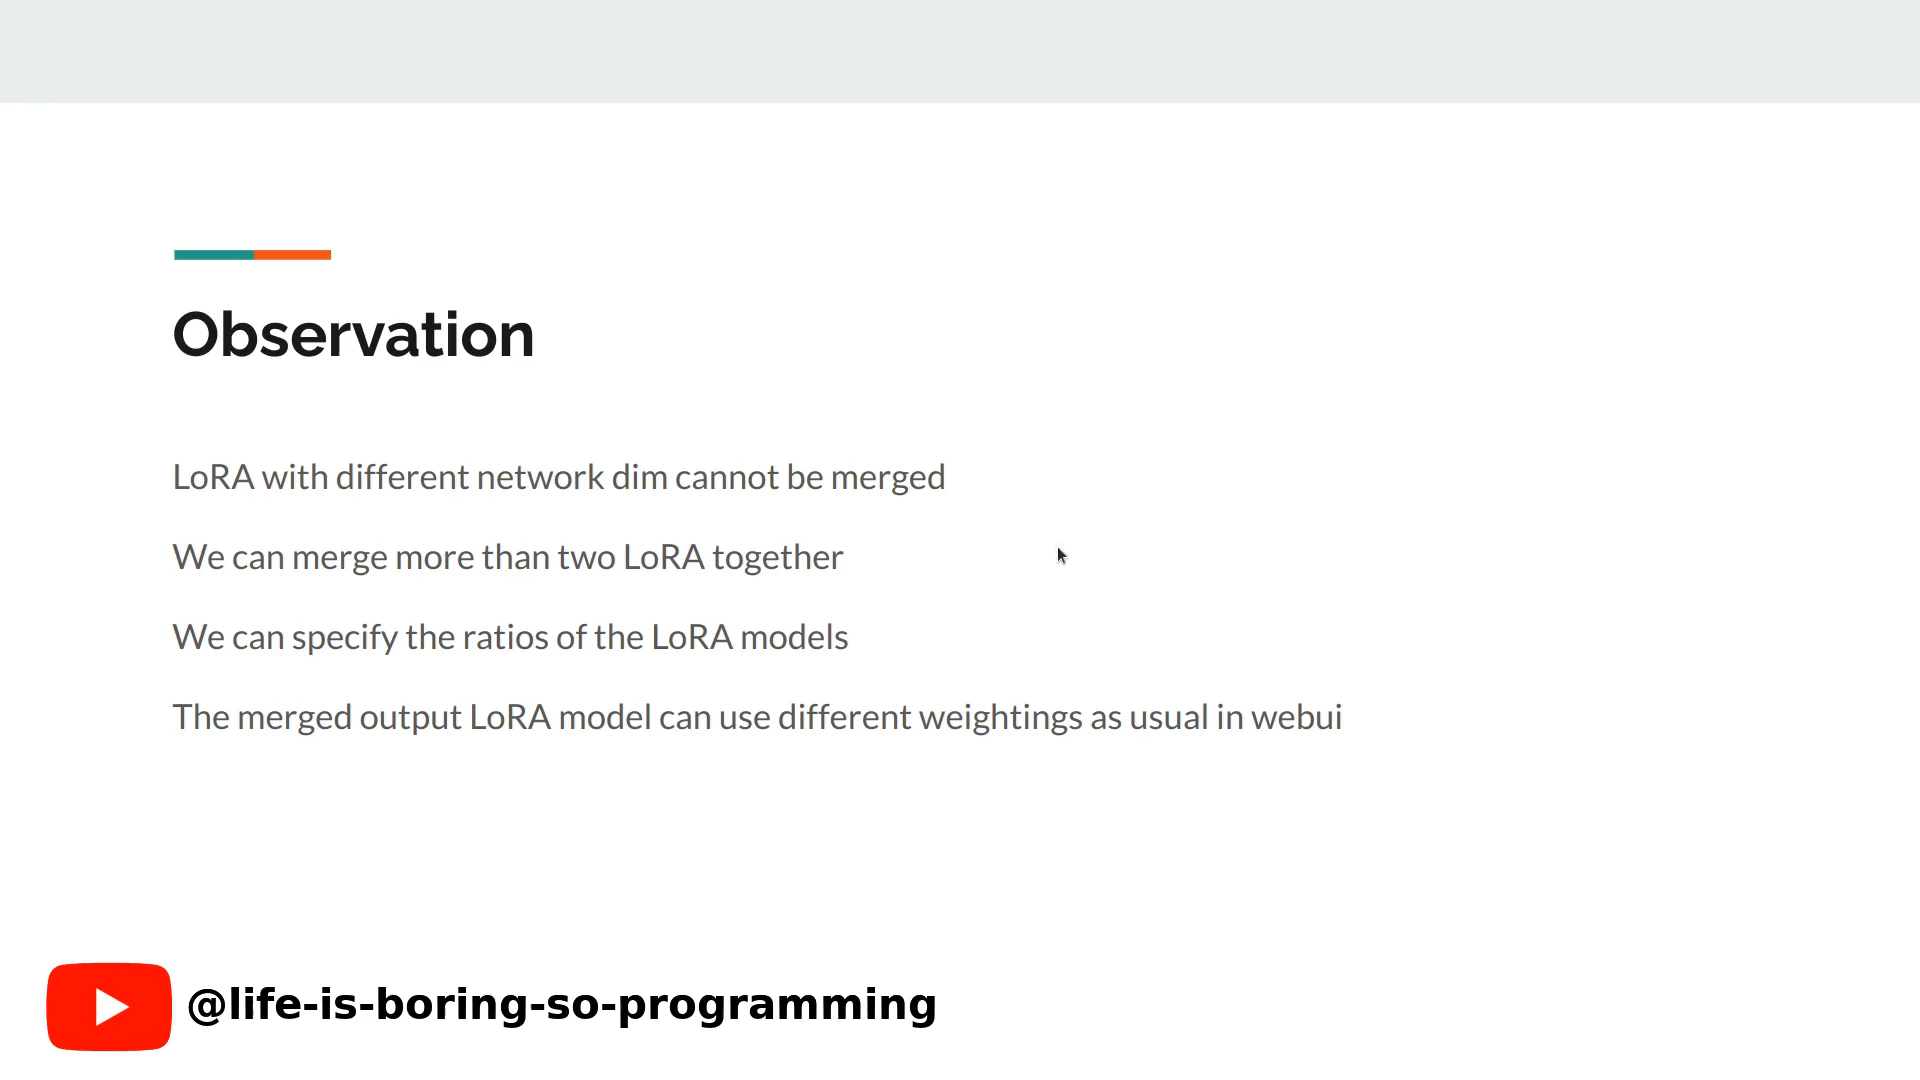 Observation
LoRA with different network dim cannot be merged
We can merge more than two LoRA together
We can specify the ratios of the LoRA models
The merged output LoRA model can use different weightings as usual in webui
@life-is-boring-so-programming